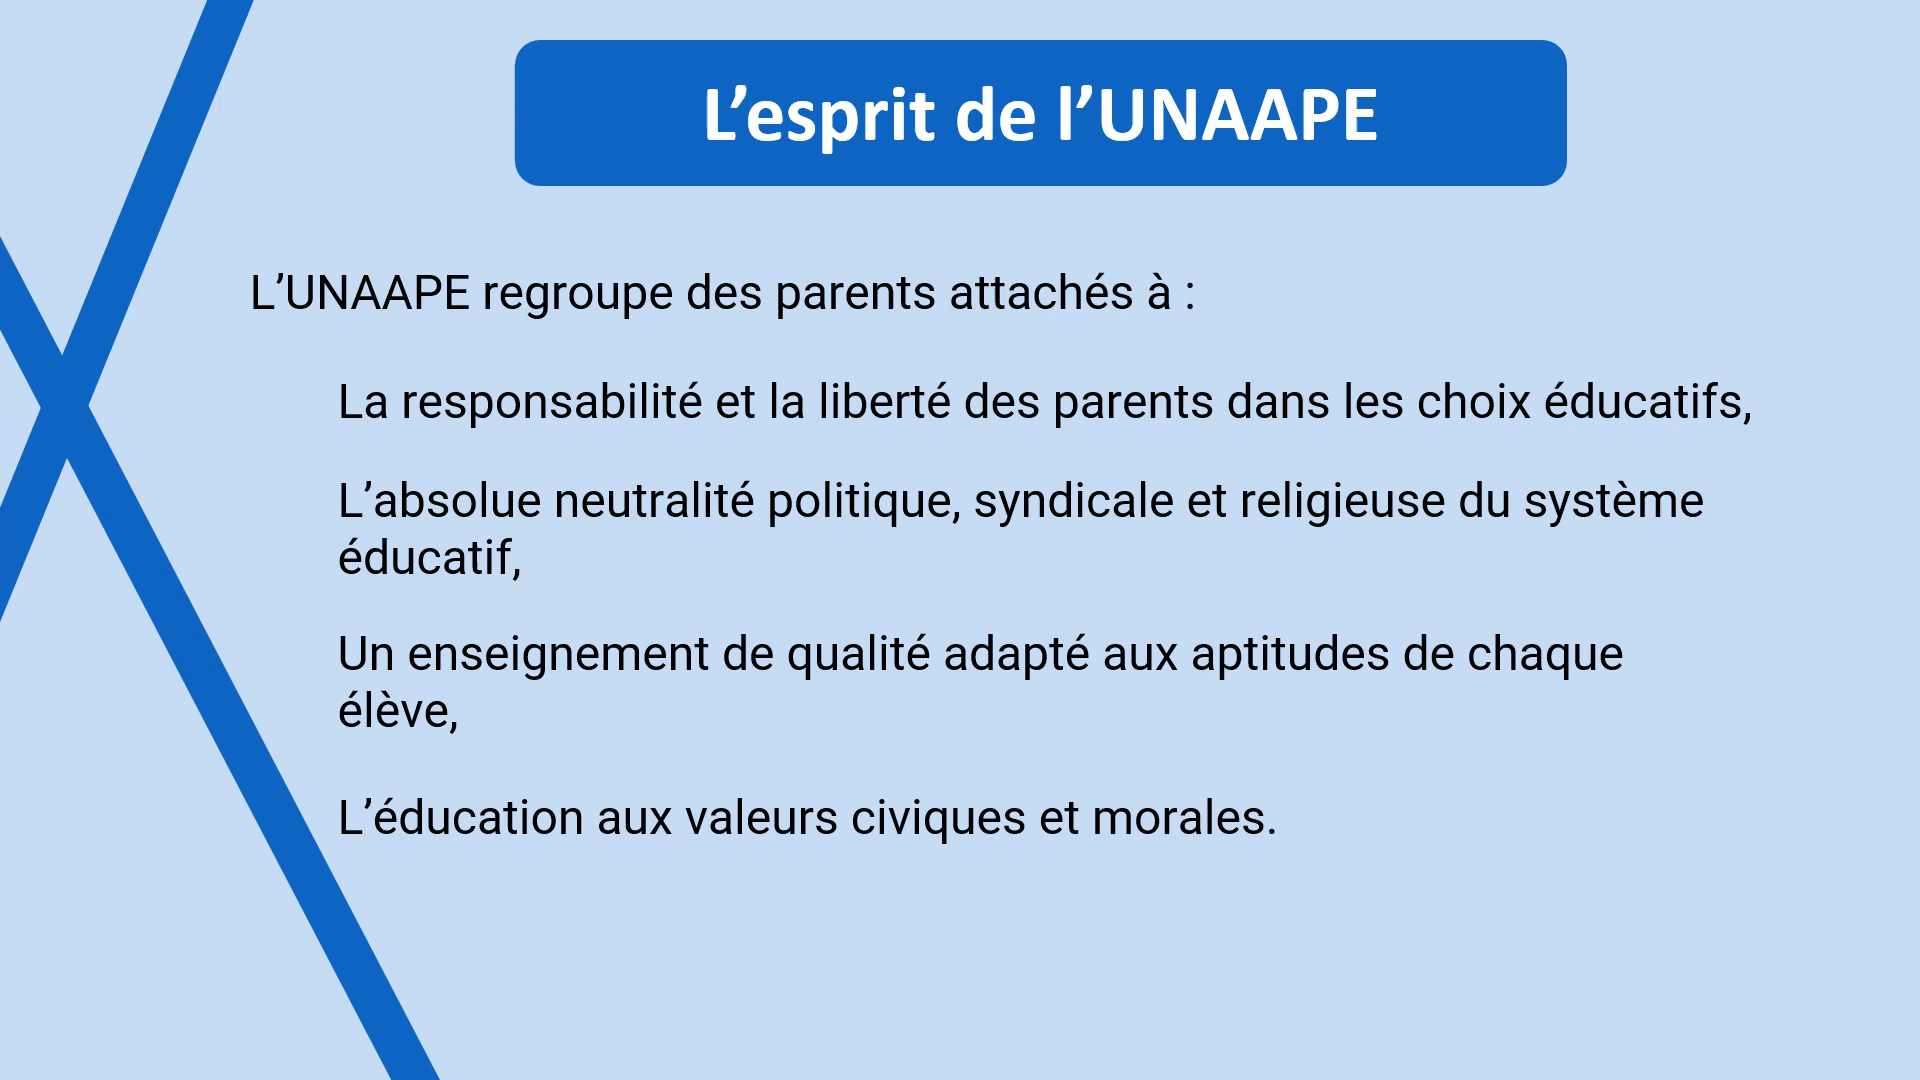 L’esprit de l’UNAAPE
L’UNAAPE regroupe des parents attachés à :
La responsabilité et la liberté des parents dans les choix éducatifs,
L’absolue neutralité politique, syndicale et religieuse du système
éducatif,
Un enseignement de qualité adapté aux aptitudes de chaque
élève,
L’éducation aux valeurs civiques et morales.